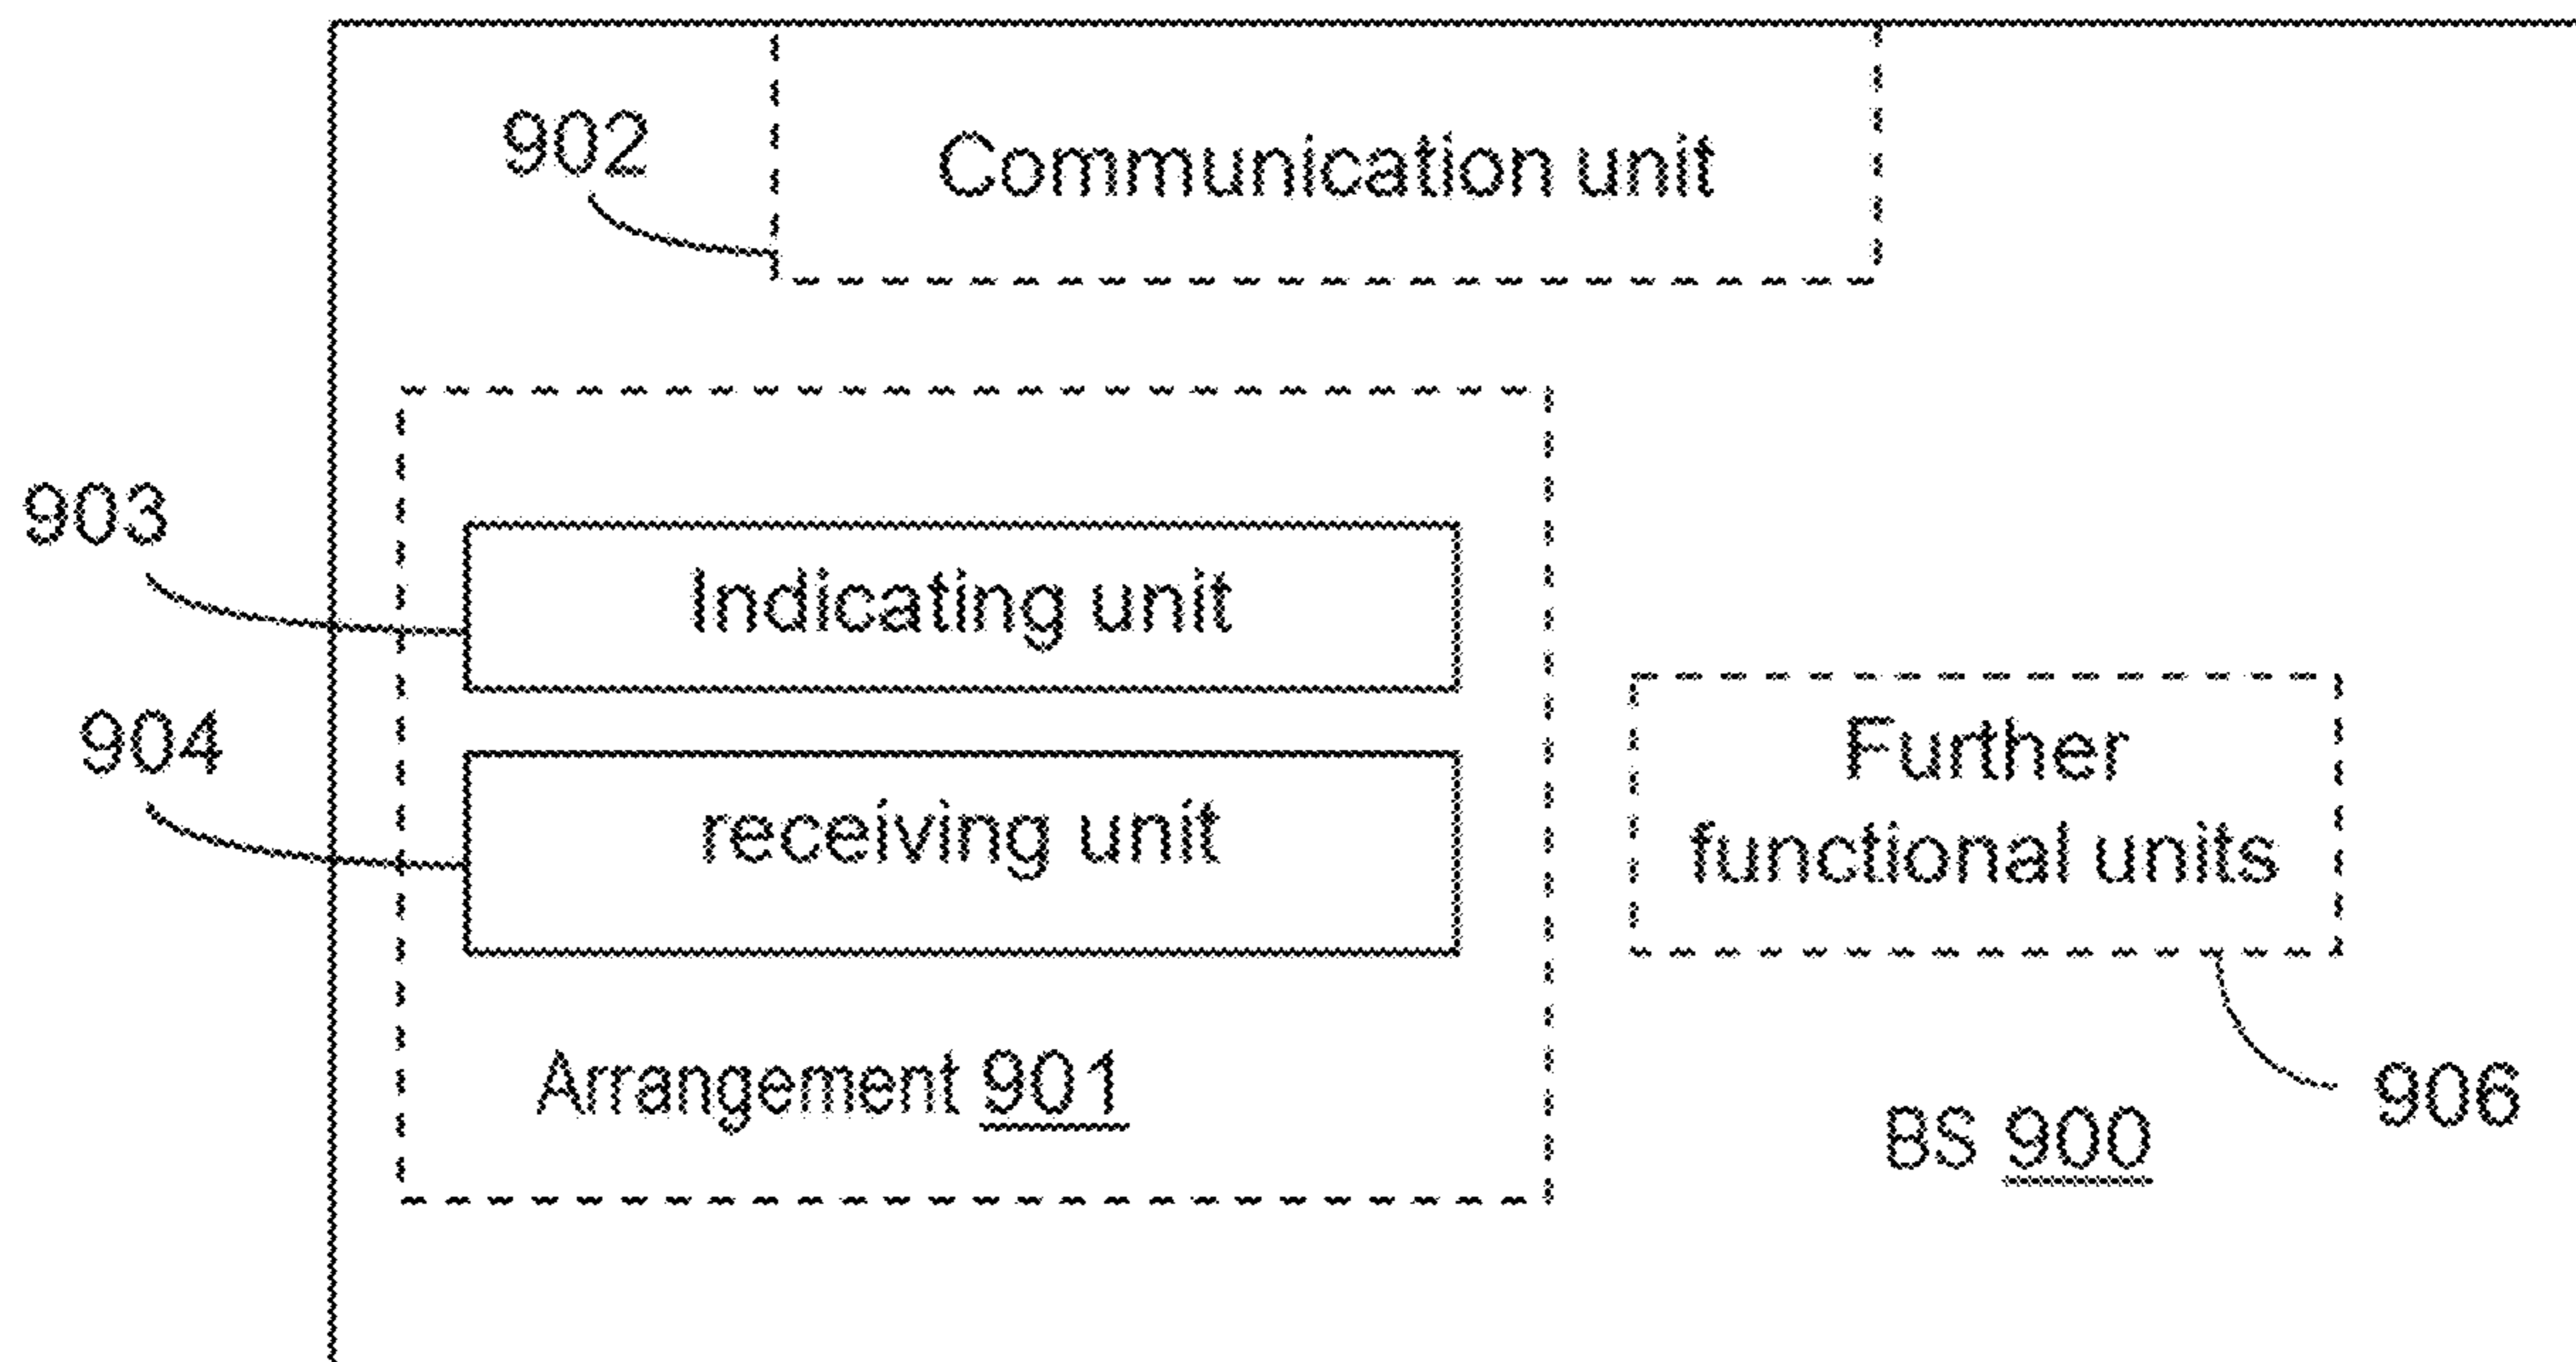 902
Communication unit
903
Indicating unit
904
receiving unit
Further
functional units
Arrangement 901
906
BS 900